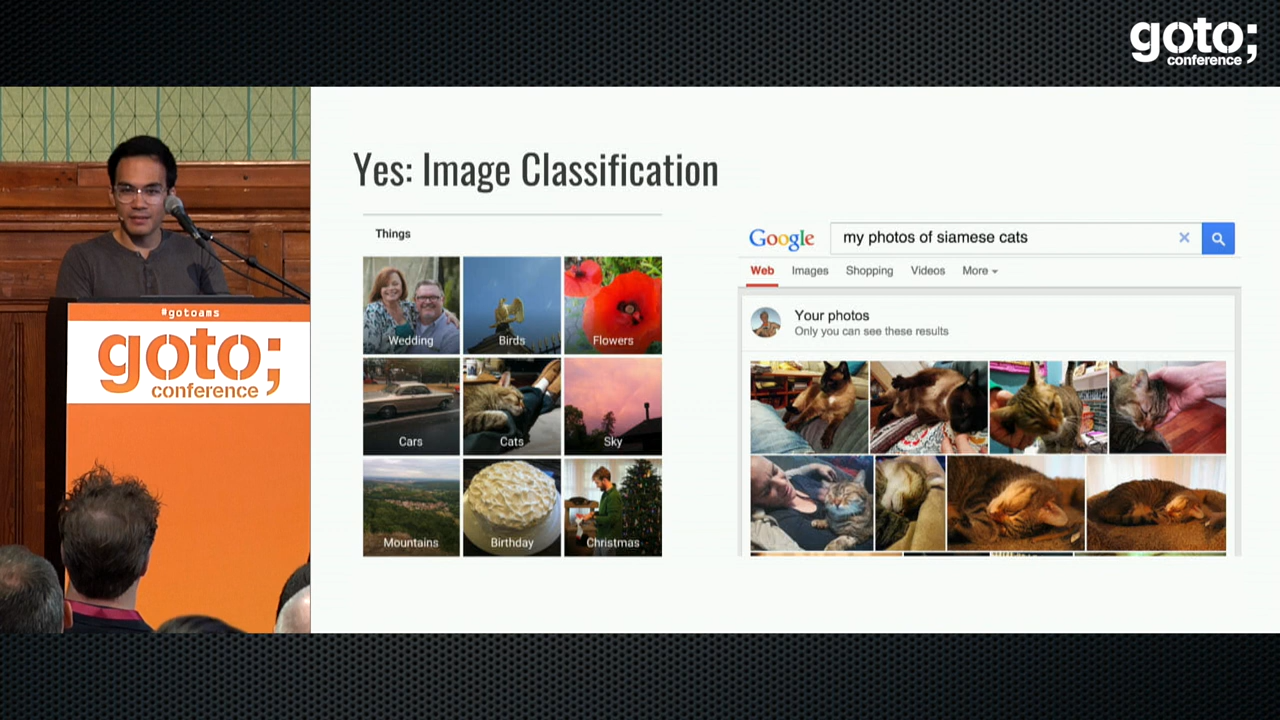 goto;
conference
#gotoams
goto;
conference
Yes: Image Classification
Things
Wedding
Birds
Flowers
Cars
Cats
Sky
Mountains
Birthday
Christmas
Google
my photos of siamese cats
Web
Images
Shopping
Videos
More
Your photos
Only you can see these results